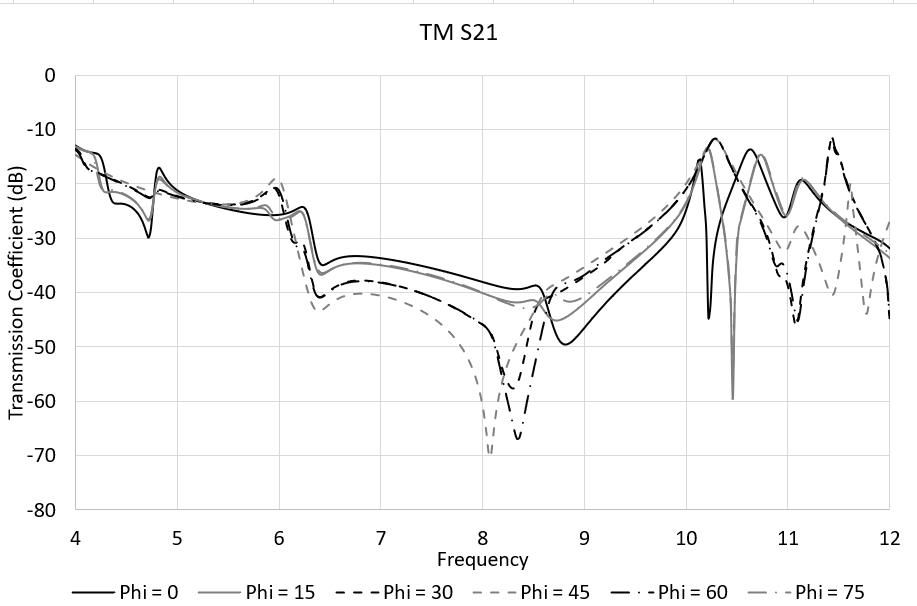 TM S21
Transmission Coefficient (dB)
0
-10
-20
-30
-40
-50
-60
-70
-80
4 5 6 7 8 9 10 11 12
Frequency
Phi = 0 Phi = 15 Phi = 30 Phi = 45 Phi = 60 Phi = 75